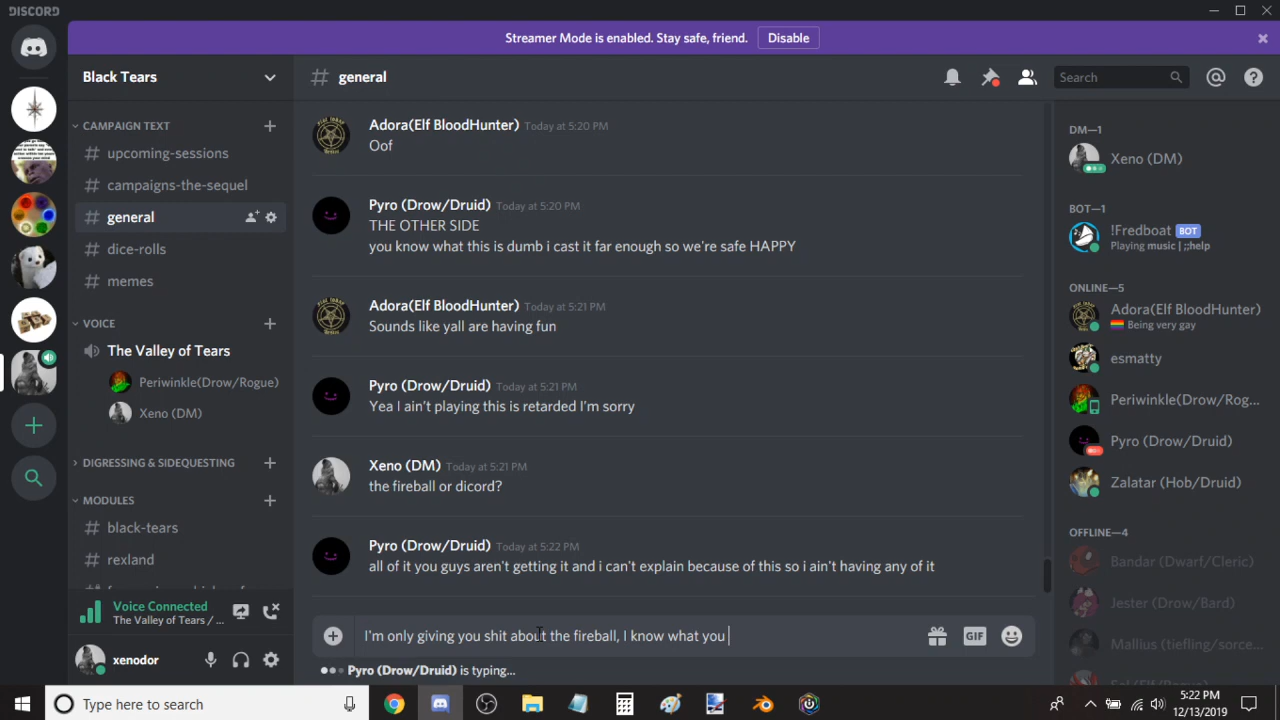 DISCORD
Streamer Mode is enabled. Stay safe, friend. Disable
Black Tears
# general
Search
CAMPAIGN TEXT
# upcoming-sessions
# campaigns-the-sequel
# general
# dice-rolls
# memes
VOICE
The Valley of Tears
Periwinkle(Drow/Rogue)
Xeno (DM)
DIGRESSING & SIDEQUESTING
MODULES
# black-tears
# rexland
Voice Connected
The Valley of Tears / ...
xenodor
Adora(Elf BloodHunter) Today at 5:20 PM
Oof
Pyro (Drow/Druid) Today at 5:20 PM
THE OTHER SIDE
you know what this is dumb i cast it far enough so we're safe HAPPY
Adora(Elf BloodHunter) Today at 5:21 PM
Sounds like yall are having fun
Pyro (Drow/Druid) Today at 5:21 PM
Yea I ain't playing this is retarded I'm sorry
Xeno (DM) Today at 5:21 PM
the fireball or dicord?
Pyro (Drow/Druid) Today at 5:22 PM
all of it you guys aren't getting it and i can't explain because of this so i ain't having any of it
I'm only giving you shit about the fireball, I know what you
GIF
Pyro (Drow/Druid) is typing...
DM—1
Xeno (DM)
BOT—1
!Fredboat BOT
Playing music | ;;help
ONLINE—5
Adora(Elf BloodHunter)
Being very gay
esmatty
Periwinkle(Drow/Rog...
Pyro (Drow/Druid)
Zalatar (Hob/Druid)
OFFLINE—4
Bandar (Dwarf/Cleric)
Jester (Drow/Bard)
Mallius (tiefling/sorcer...
Type here to search
5:22 PM
12/13/2019